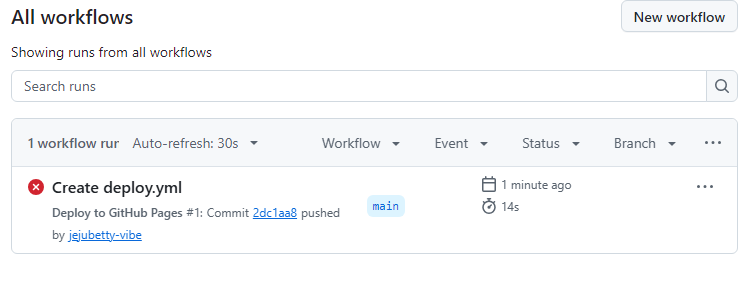 All workflows
New workflow
Showing runs from all workflows
Search runs
1 workflow rur Auto-refresh: 30s Workflow Event Status Branch
Create deploy.yml
Deploy to GitHub Pages #1: Commit 2dc1aa8 pushed
by jejubetty-vibe
main
1 minute ago
14s